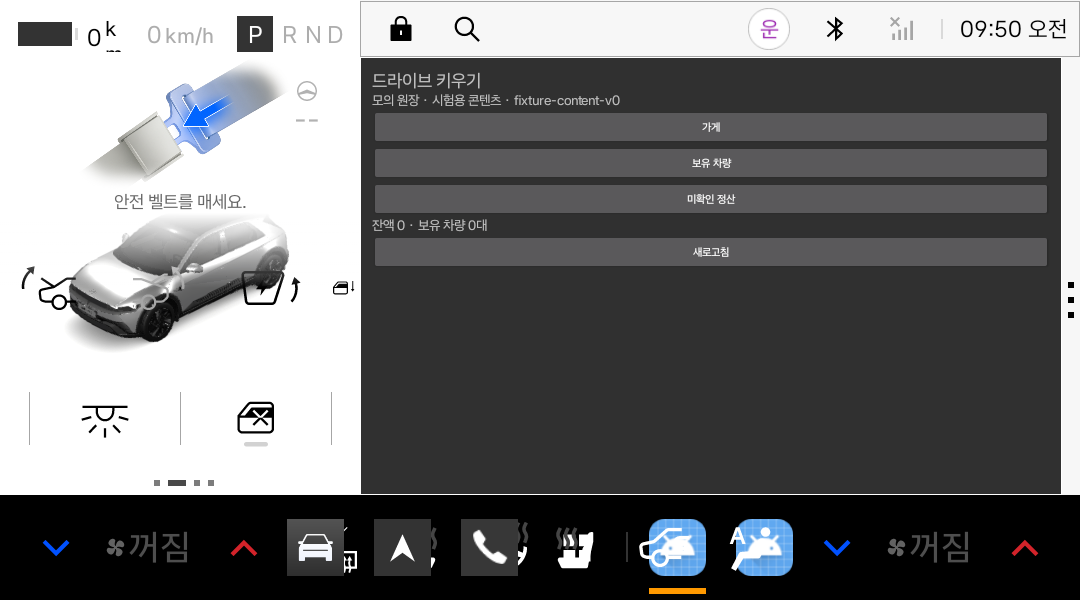 0 km
0 km/h
P R N D
운
09:50 오전
안전 벨트를 매세요.
드라이브 키우기
모의 원장 · 시험용 콘텐츠 · fixture-content-v0
가게
보유 차량
미확인 정산
잔액 0 · 보유 차량 0대
새로고침
꺼짐
A
꺼짐